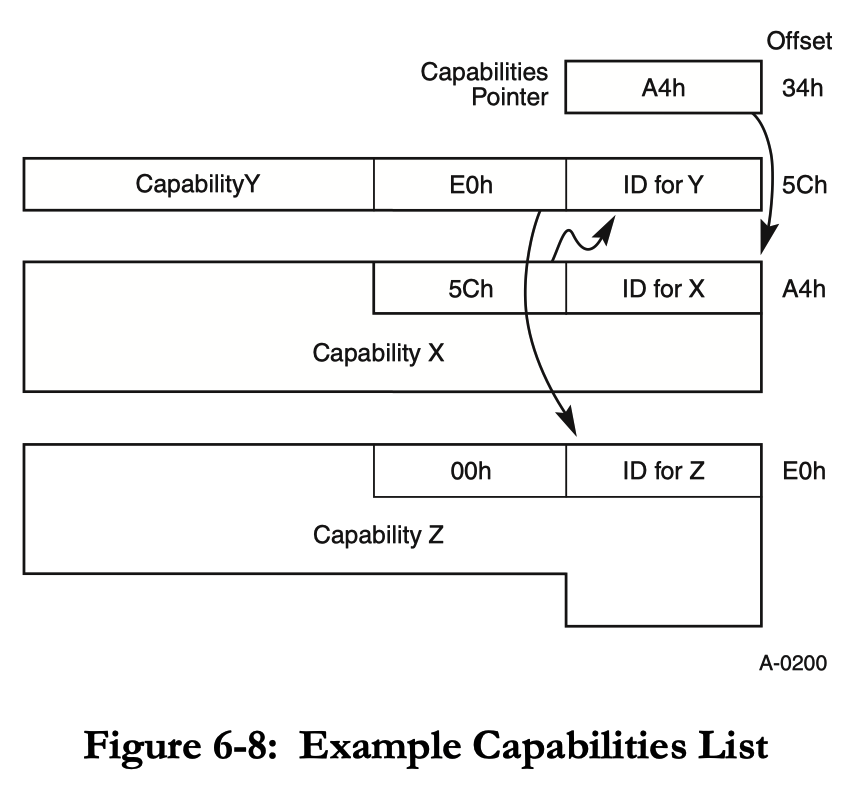 Offset
Capabilities
Pointer
A4h
34h
CapabilityY
E0h
ID for Y
5Ch
5Ch
ID for X
A4h
Capability X
00h
ID for Z
E0h
Capability Z
A-0200
Figure 6-8: Example Capabilities List